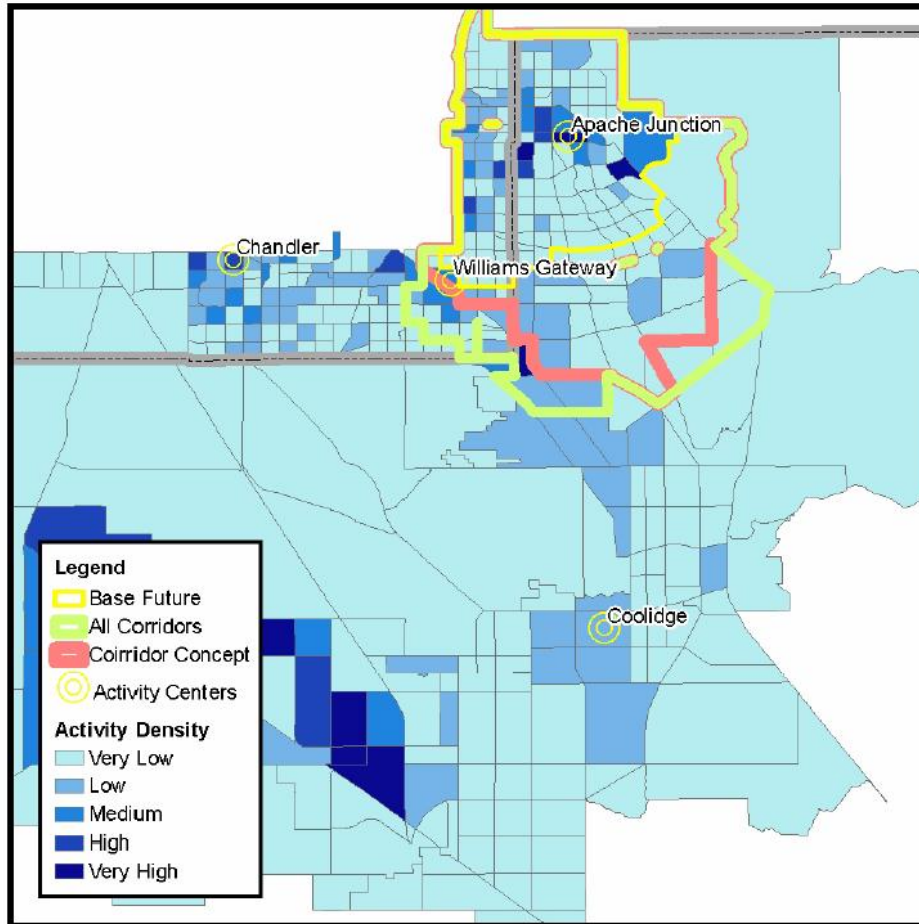 Apache Junction
Chandler
Williams Gateway
Coolidge
Legend
Base Future
All Corridors
Coirridor Concept
Activity Centers
Activity Density
Very Low
Low
Medium
High
Very High